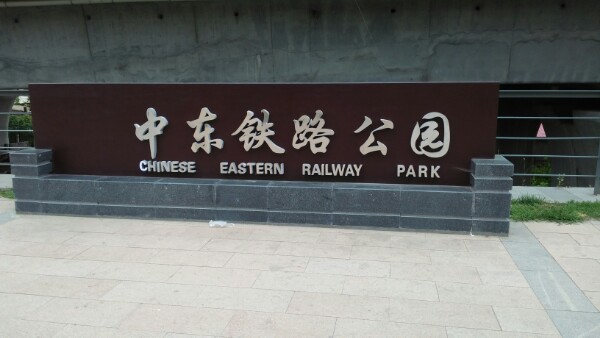 中东铁路公园
CHINESE EASTERN RAILWAY PARK